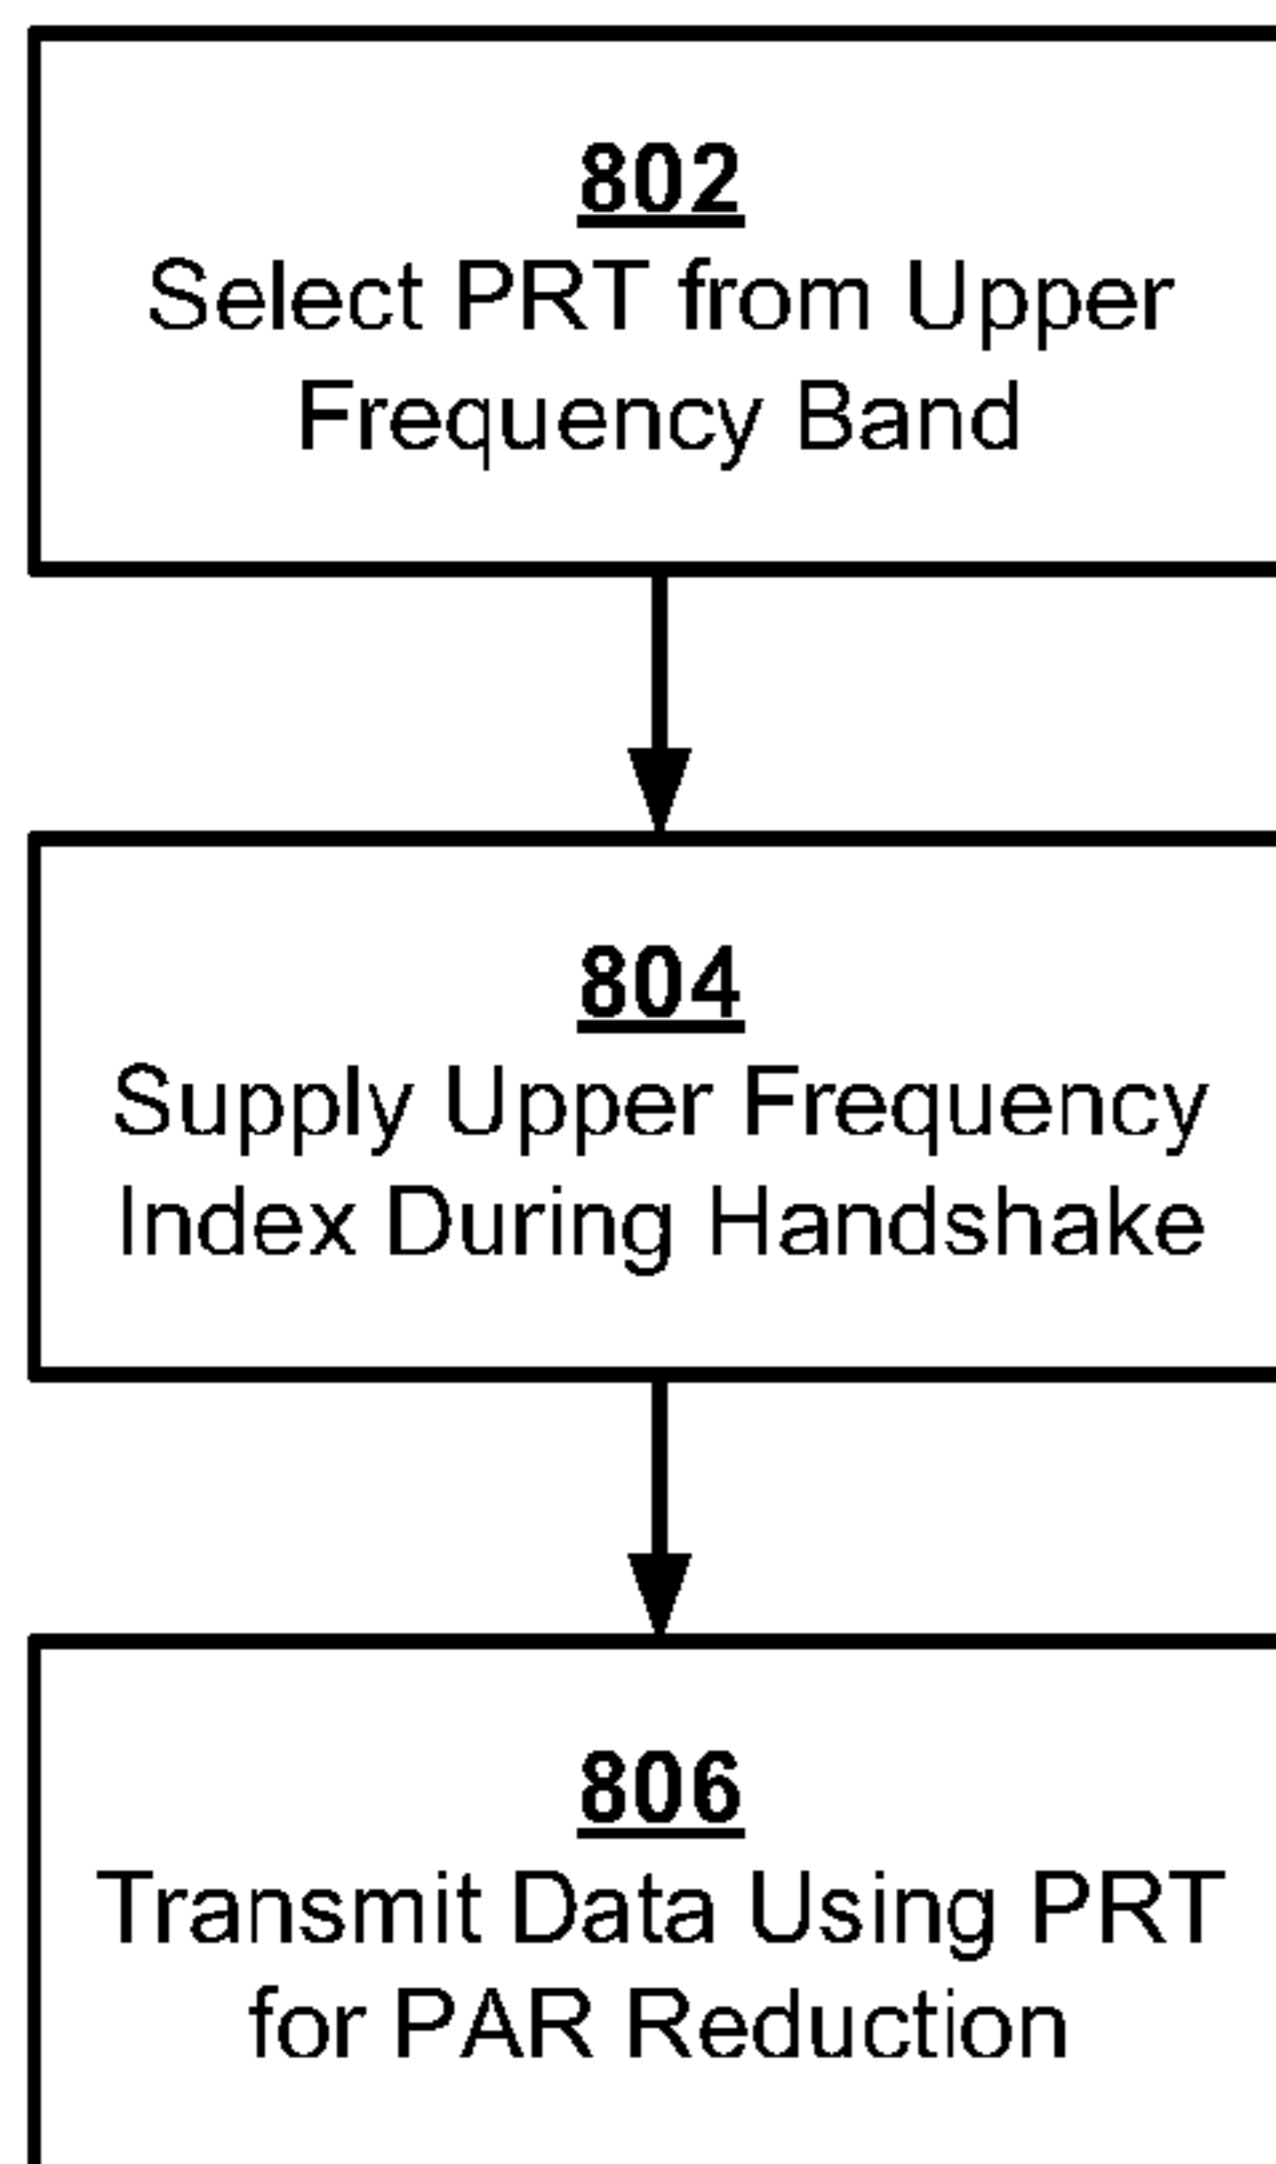 802
Select PRT from Upper
Frequency Band
804
Supply Upper Frequency
Index During Handshake
806
Transmit Data Using PRT
for PAR Reduction